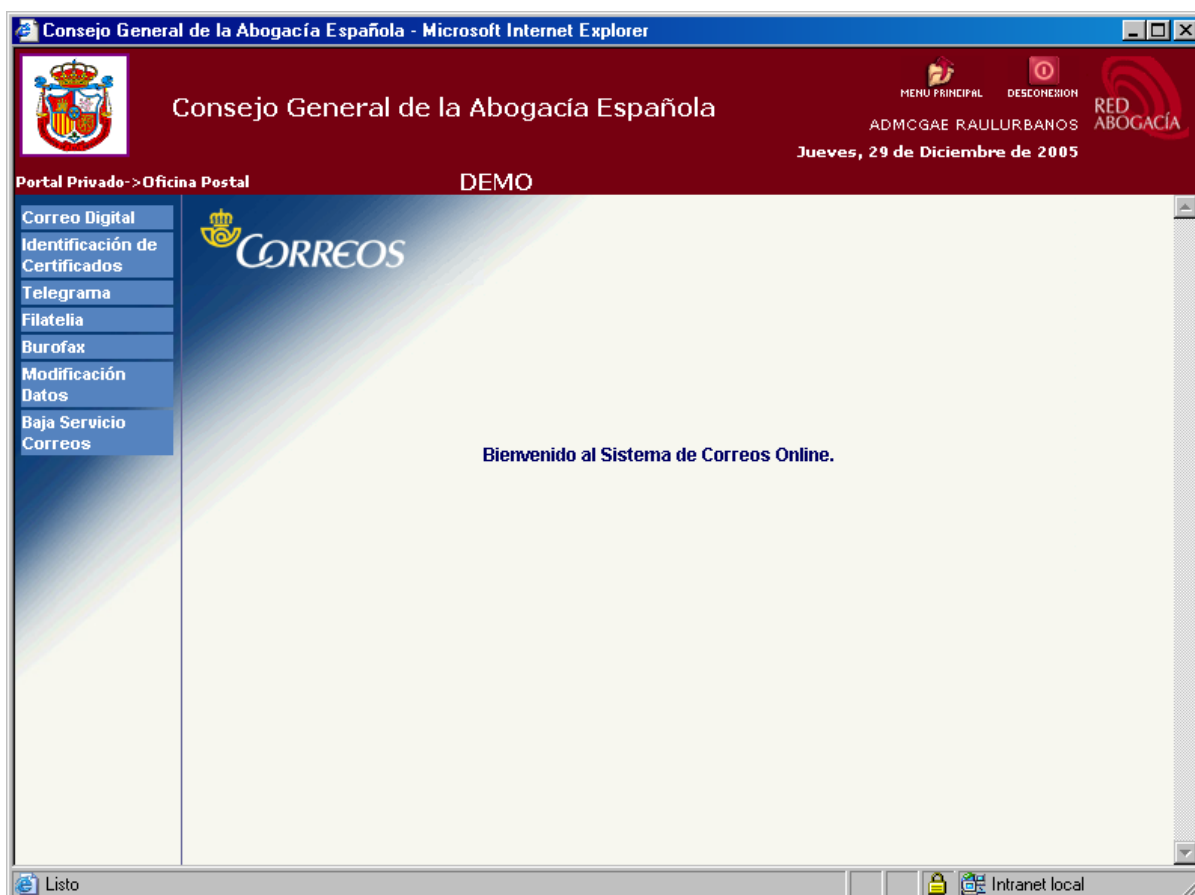 Consejo General de la Abogacía Española - Microsoft Internet Explorer
Consejo General de la Abogacía Española
MENU PRINCIPAL
DESCONEXION
RED
ABOGACÍA
ADMCGAE RAULURBANOS
Jueves, 29 de Diciembre de 2005
Portal Privado->Oficina Postal
DEMO
Correo Digital
Identificación de
Certificados
Telegrama
Filatelia
Burofax
Modificación
Datos
Baja Servicio
Correos
CORREOS
Bienvenido al Sistema de Correos Online.
Listo
Intranet local